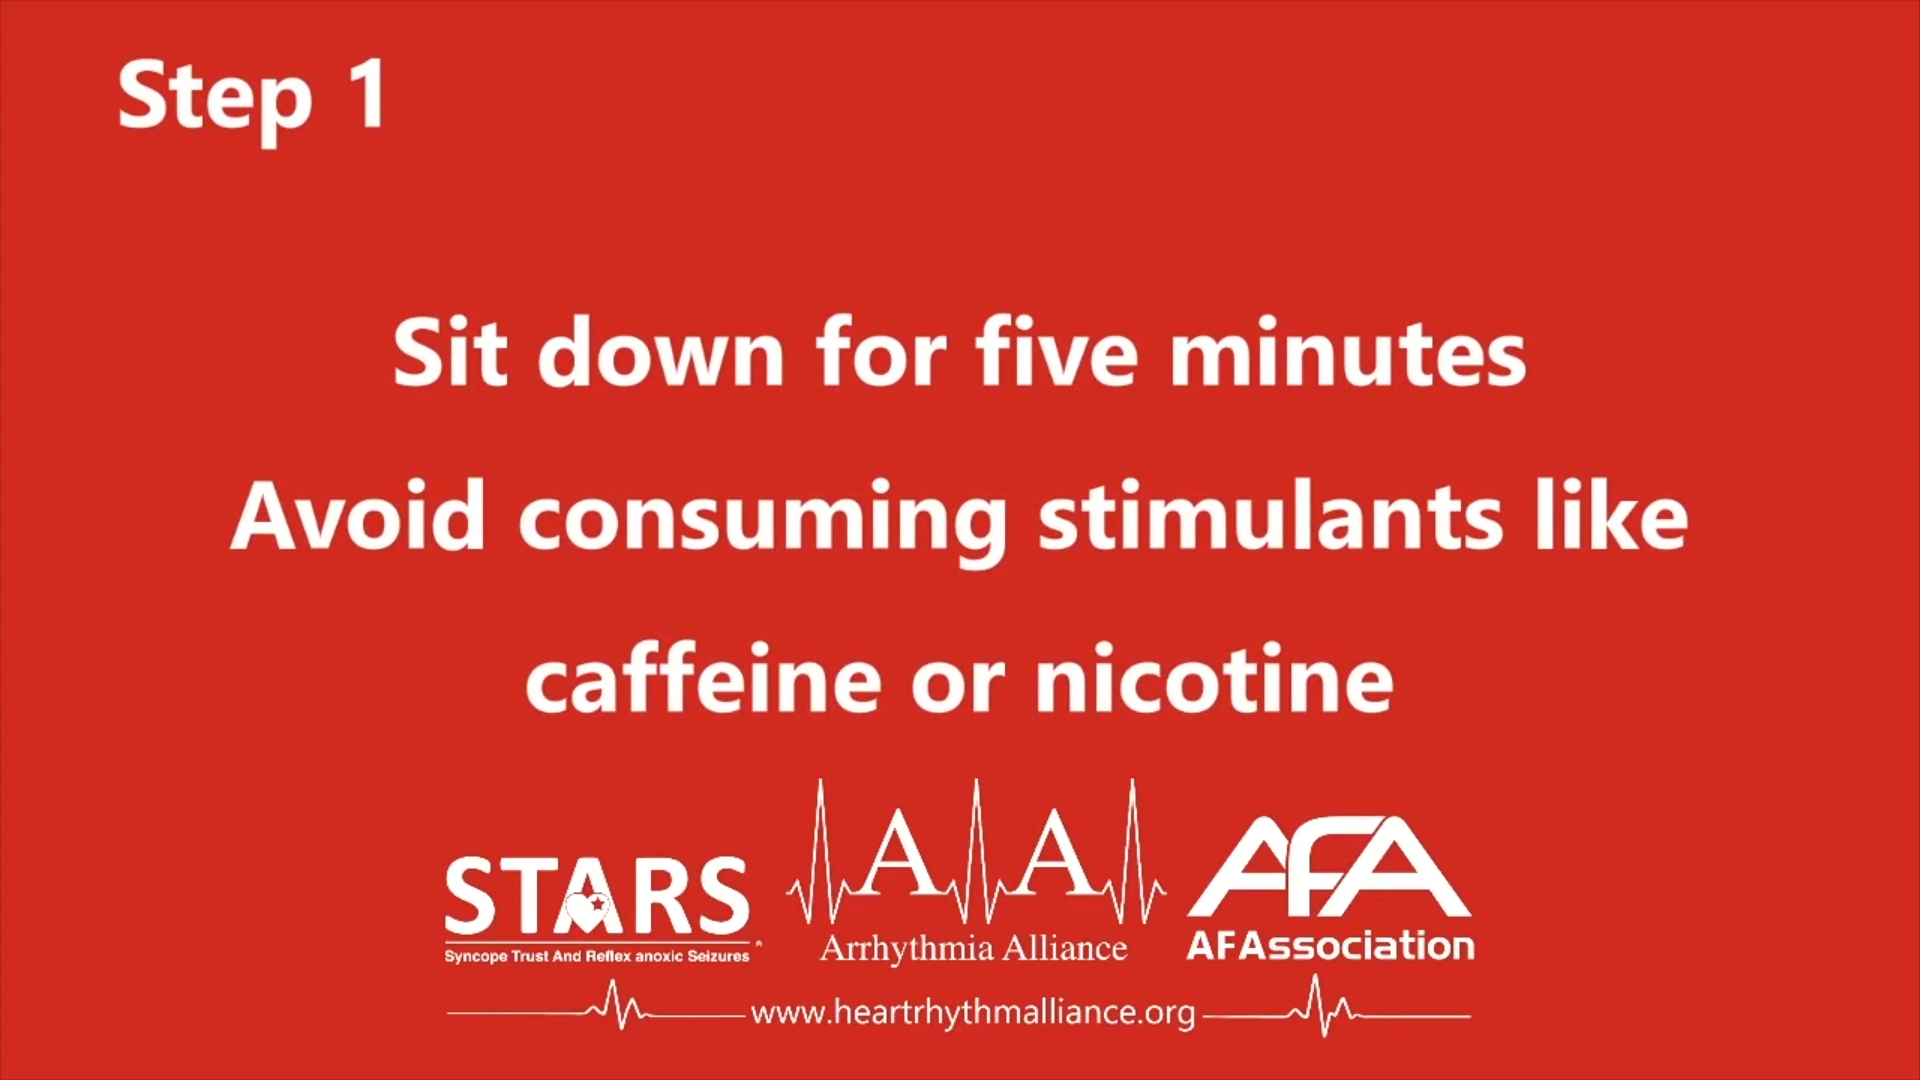 Step 1
Sit down for five minutes
Avoid consuming stimulants like
caffeine or nicotine
STARS
Syncope Trust And Reflex anoxic Seizures
A A
Arrhythmia Alliance
AFA
AFAssociation
www.heartrhythmalliance.org